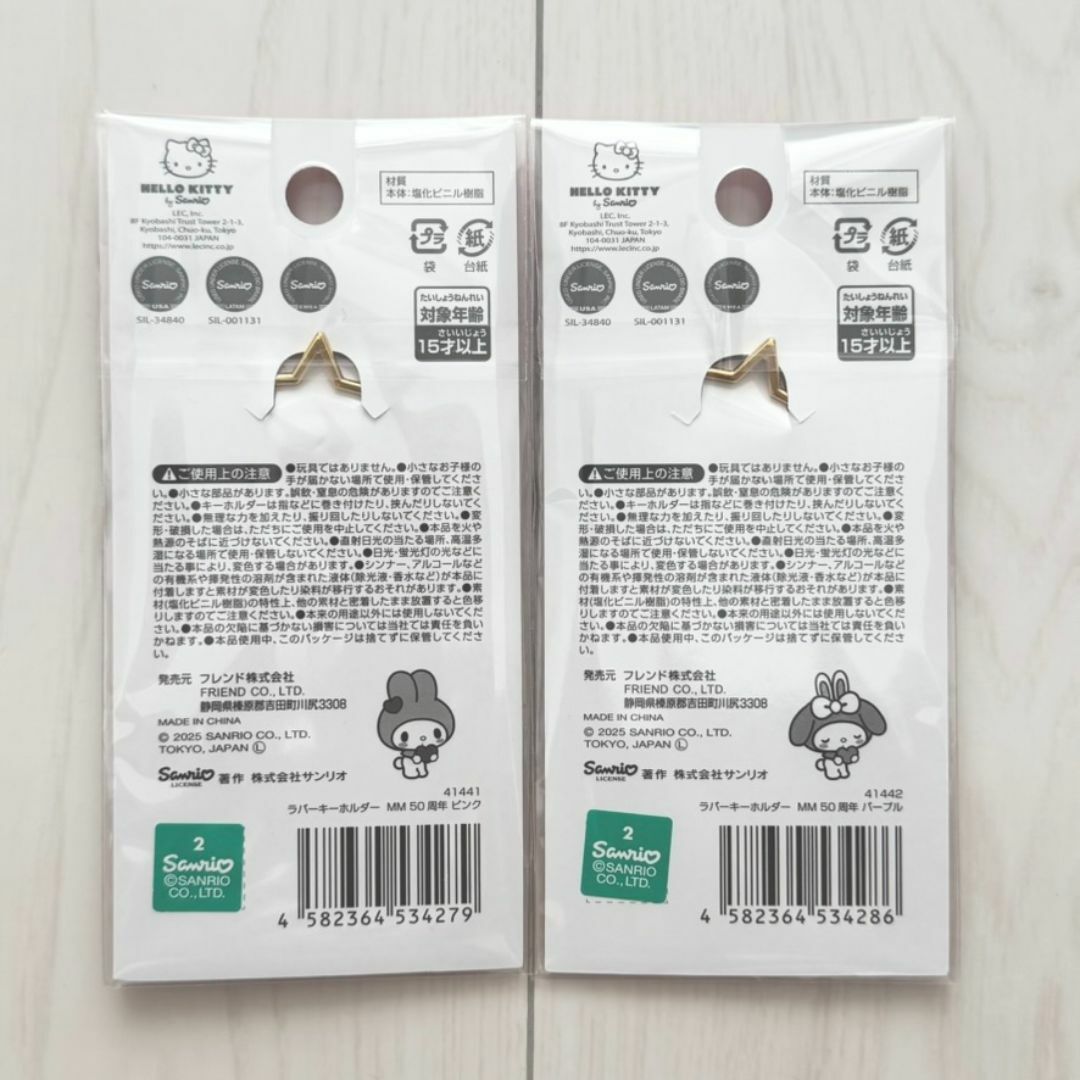 HELLO KITTY
by Sanrio
LEC, Inc.
8F Kyobashi Trust Tower 2-1-3,
Kyobashi, Chuo-ku, Tokyo
104-0031 JAPAN
https://www.lecinc.co.jp
Sanrio
Sanrio
Sanrio
USA
LATAM
SIL-34840
SIL-001131
材質
本体:塩化ビニル樹脂
プラ
紙
袋
台紙
たいしょうねんれい
対象年齢
さいいじょう
15才以上
ご使用上の注意 ●玩具ではありません。●小さなお子様の
手が届かない場所で使用・保管してくださ
い。●小さな部品があります。誤飲・窒息の危険がありますのでご注意く
ださい。●キーホルダーは指などに巻き付けたり、挟んだりしないでく
ださい。●無理な力を加えたり、振り回したりしないでください。●変
形・破損した場合は、ただちにご使用を中止してください。●本品を火や
熱源のそばに近づけないでください。●直射日光の当たる場所、高温多
湿になる場所で使用・保管しないでください。●日光・蛍光灯の光などに
当たる事により、変色する場合があります。●シンナー、アルコールなど
の有機系や揮発性の溶剤が含まれた液体(除光液・香水など)が本品に
付着しますと素材が変色したり染料が移行するおそれがあります。●素
材(塩化ビニル樹脂)の特性上、他の素材と密着したまま放置すると色移
りしますのでご注意ください。●本来の用途以外には使用しないでくだ
さい。●本品の欠陥に基づかない損害については当社では責任を負い
かねます。●本品使用中、このパッケージは捨てずに保管してくださ
い。
発売元 フレンド株式会社
FRIEND CO., LTD.
静岡県榛原郡吉田町川尻3308
MADE IN CHINA
© 2025 SANRIO CO., LTD.
TOKYO, JAPAN Ⓛ
Sanrio LICENSE 著作 株式会社サンリオ
41441
ラバーキーホルダー MM 50周年 ピンク
2
Sanrio
©SANRIO
CO.,LTD.
4 582364 534279
HELLO KITTY
by Sanrio
LEC, Inc.
8F Kyobashi Trust Tower 2-1-3,
Kyobashi, Chuo-ku, Tokyo
104-0031 JAPAN
https://www.lecinc.co.jp
Sanrio
Sanrio
Sanrio
USA
LATAM
SIL-34840
SIL-001131
材質
本体:塩化ビニル樹脂
プラ
紙
袋
台紙
たいしょうねんれい
対象年齢
さいいじょう
15才以上
ご使用上の注意 ●玩具ではありません。●小さなお子様の
手が届かない場所で使用・保管してくださ
い。●小さな部品があります。誤飲・窒息の危険がありますのでご注意く
ださい。●キーホルダーは指などに巻き付けたり、挟んだりしないでく
ださい。●無理な力を加えたり、振り回したりしないでください。●変
形・破損した場合は、ただちにご使用を中止してください。●本品を火や
熱源のそばに近づけないでください。●直射日光の当たる場所、高温多
湿になる場所で使用・保管しないでください。●日光・蛍光灯の光などに
当たる事により、変色する場合があります。●シンナー、アルコールなど
の有機系や揮発性の溶剤が含まれた液体(除光液・香水など)が本品に
付着しますと素材が変色したり染料が移行するおそれがあります。●素
材(塩化ビニル樹脂)の特性上、他の素材と密着したまま放置すると色移
りしますのでご注意ください。●本来の用途以外には使用しないでくだ
さい。●本品の欠陥に基づかない損害については当社では責任を負い
かねます。●本品使用中、このパッケージは捨てずに保管してくださ
い。
発売元 フレンド株式会社
FRIEND CO., LTD.
静岡県榛原郡吉田町川尻3308
MADE IN CHINA
© 2025 SANRIO CO., LTD.
TOKYO, JAPAN Ⓛ
Sanrio LICENSE 著作 株式会社サンリオ
41442
ラバーキーホルダー MM 50周年 パープル
2
Sanrio
©SANRIO
CO.,LTD.
4 582364 534286